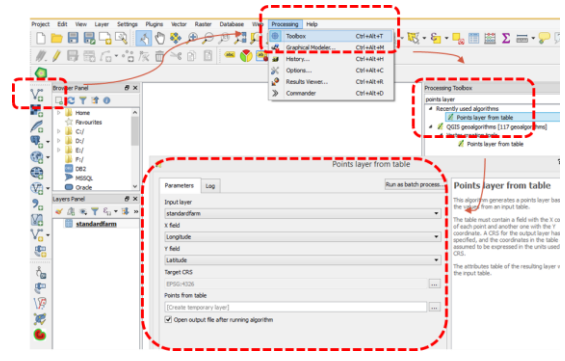 Project Edit View Layer Settings Plugins Vector Raster Database Processing Help
Toolbox Ctrl+Alt+T
Graphical Modeler... Ctrl+Alt+M
History... Ctrl+Alt+H
Options... Ctrl+Alt+C
Results Viewer... Ctrl+Alt+R
Commander Ctrl+Alt+D
Browser Panel
Home
Favourites
C:/
D:/
E:/
F:/
DB2
MSSQL
Oracle
Layers Panel
standardfarm
Processing Toolbox
points layer
Recently used algorithms
Points layer from table
QGIS geoalgorithms [117 geoalgorithms]
Points layer from table
Points layer from table
Parameters Log Run as batch process...
Input layer
standardfarm
X field
Longitude
Y field
Latitude
Target CRS
EPSG:4326
Points from table
[Create temporary layer]
Open output file after running algorithm
Points layer from table
This algorithm generates a points layer bas
the values from an input table.
The table must contain a field with the X co
of each point and another one with the Y
coordinate. A CRS for the output layer has
specified, and the coordinates in the table
assumed to be expressed in the units used
CRS.
The attributes table of the resulting layer w
the input table.